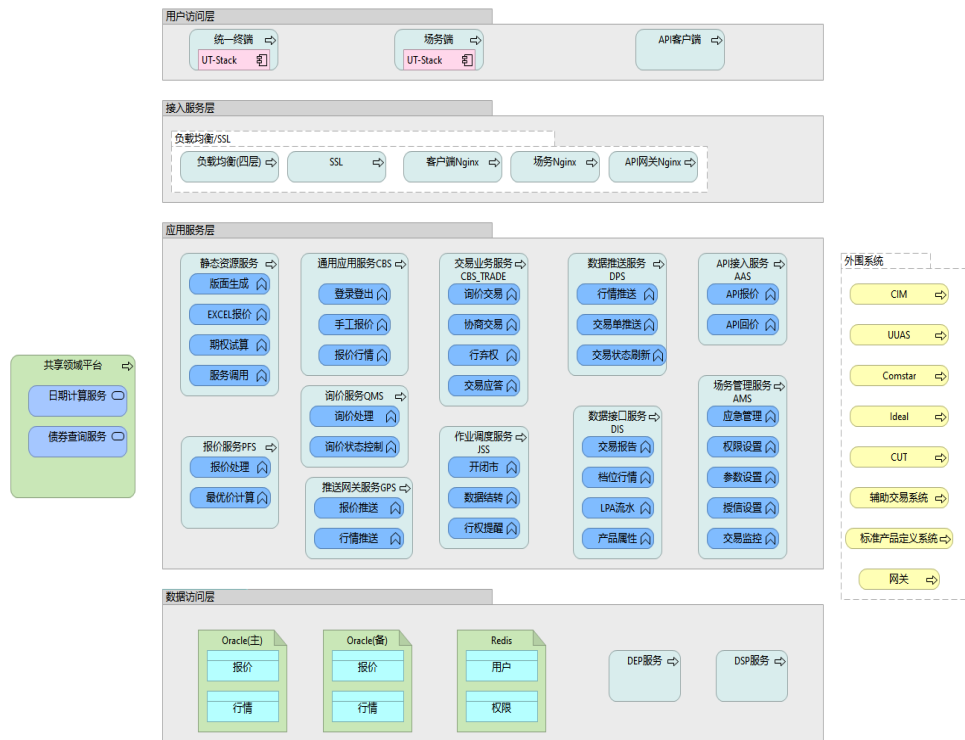 用户访问层
统一终端
UT-Stack
场务端
UT-Stack
API客户端
接入服务层
负载均衡/SSL
负载均衡(四层)
SSL
客户端Nginx
场务Nginx
API网关Nginx
应用服务层
静态资源服务
版面生成
EXCEL报价
期权试算
服务调用
报价服务PFS
报价处理
最优价计算
通用应用服务CBS
登录登出
手工报价
报价行情
询价服务QMS
询价处理
询价状态控制
推送网关服务GPS
报价推送
行情推送
交易业务服务
CBS_TRADE
询价交易
协商交易
行弃权
交易应答
作业调度服务
JSS
开闭市
数据结转
行权提醒
数据推送服务
DPS
行情推送
交易单推送
交易状态刷新
数据接口服务
DIS
交易报告
档位行情
LPA流水
产品属性
API接入服务
AAS
API报价
API回价
场务管理服务
AMS
应急管理
权限设置
参数设置
授信设置
交易监控
共享领域平台
日期计算服务
债券查询服务
外围系统
CIM
UUAS
Comstar
Ideal
CUT
辅助交易系统
标准产品定义系统
网关
数据访问层
Oracle(主)
报价
行情
Oracle(备)
报价
行情
Redis
用户
权限
DEP服务
DSP服务